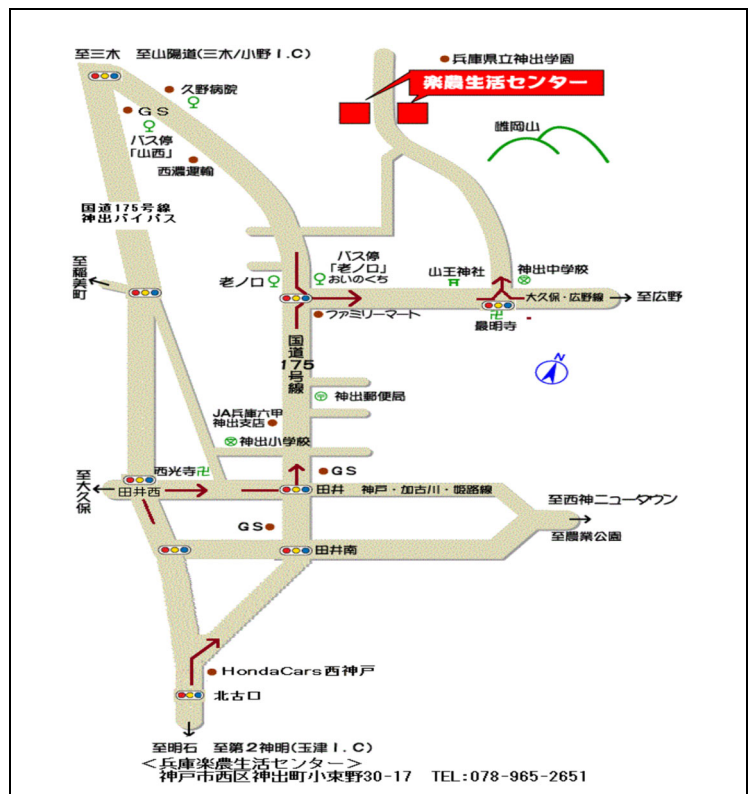 至三木 至山陽道(三木/小野I.C)
兵庫県立神出学園
楽農生活センター
久野病院
GS
バス停
「山西」
西濃運輸
雌岡山
国道175号線
神出バイパス
至稲美町
老ノ口
バス停
「老ノ口」
おいのくち
山王神社
神出中学校
大久保・広野線
至広野
最明寺
ファミリーマート
国道175号線
N
神出郵便局
JA兵庫六甲
神出支店
神出小学校
西光寺
GS
至大久保
田井西
田井 神戸・加古川・姫路線
至西神ニュータウン
至農業公園
GS
田井南
HondaCars西神戸
北古口
至明石 至第2神明(玉津I.C)
<兵庫楽農生活センター>
神戸市西区神出町小束野30-17 TEL:078-965-2651